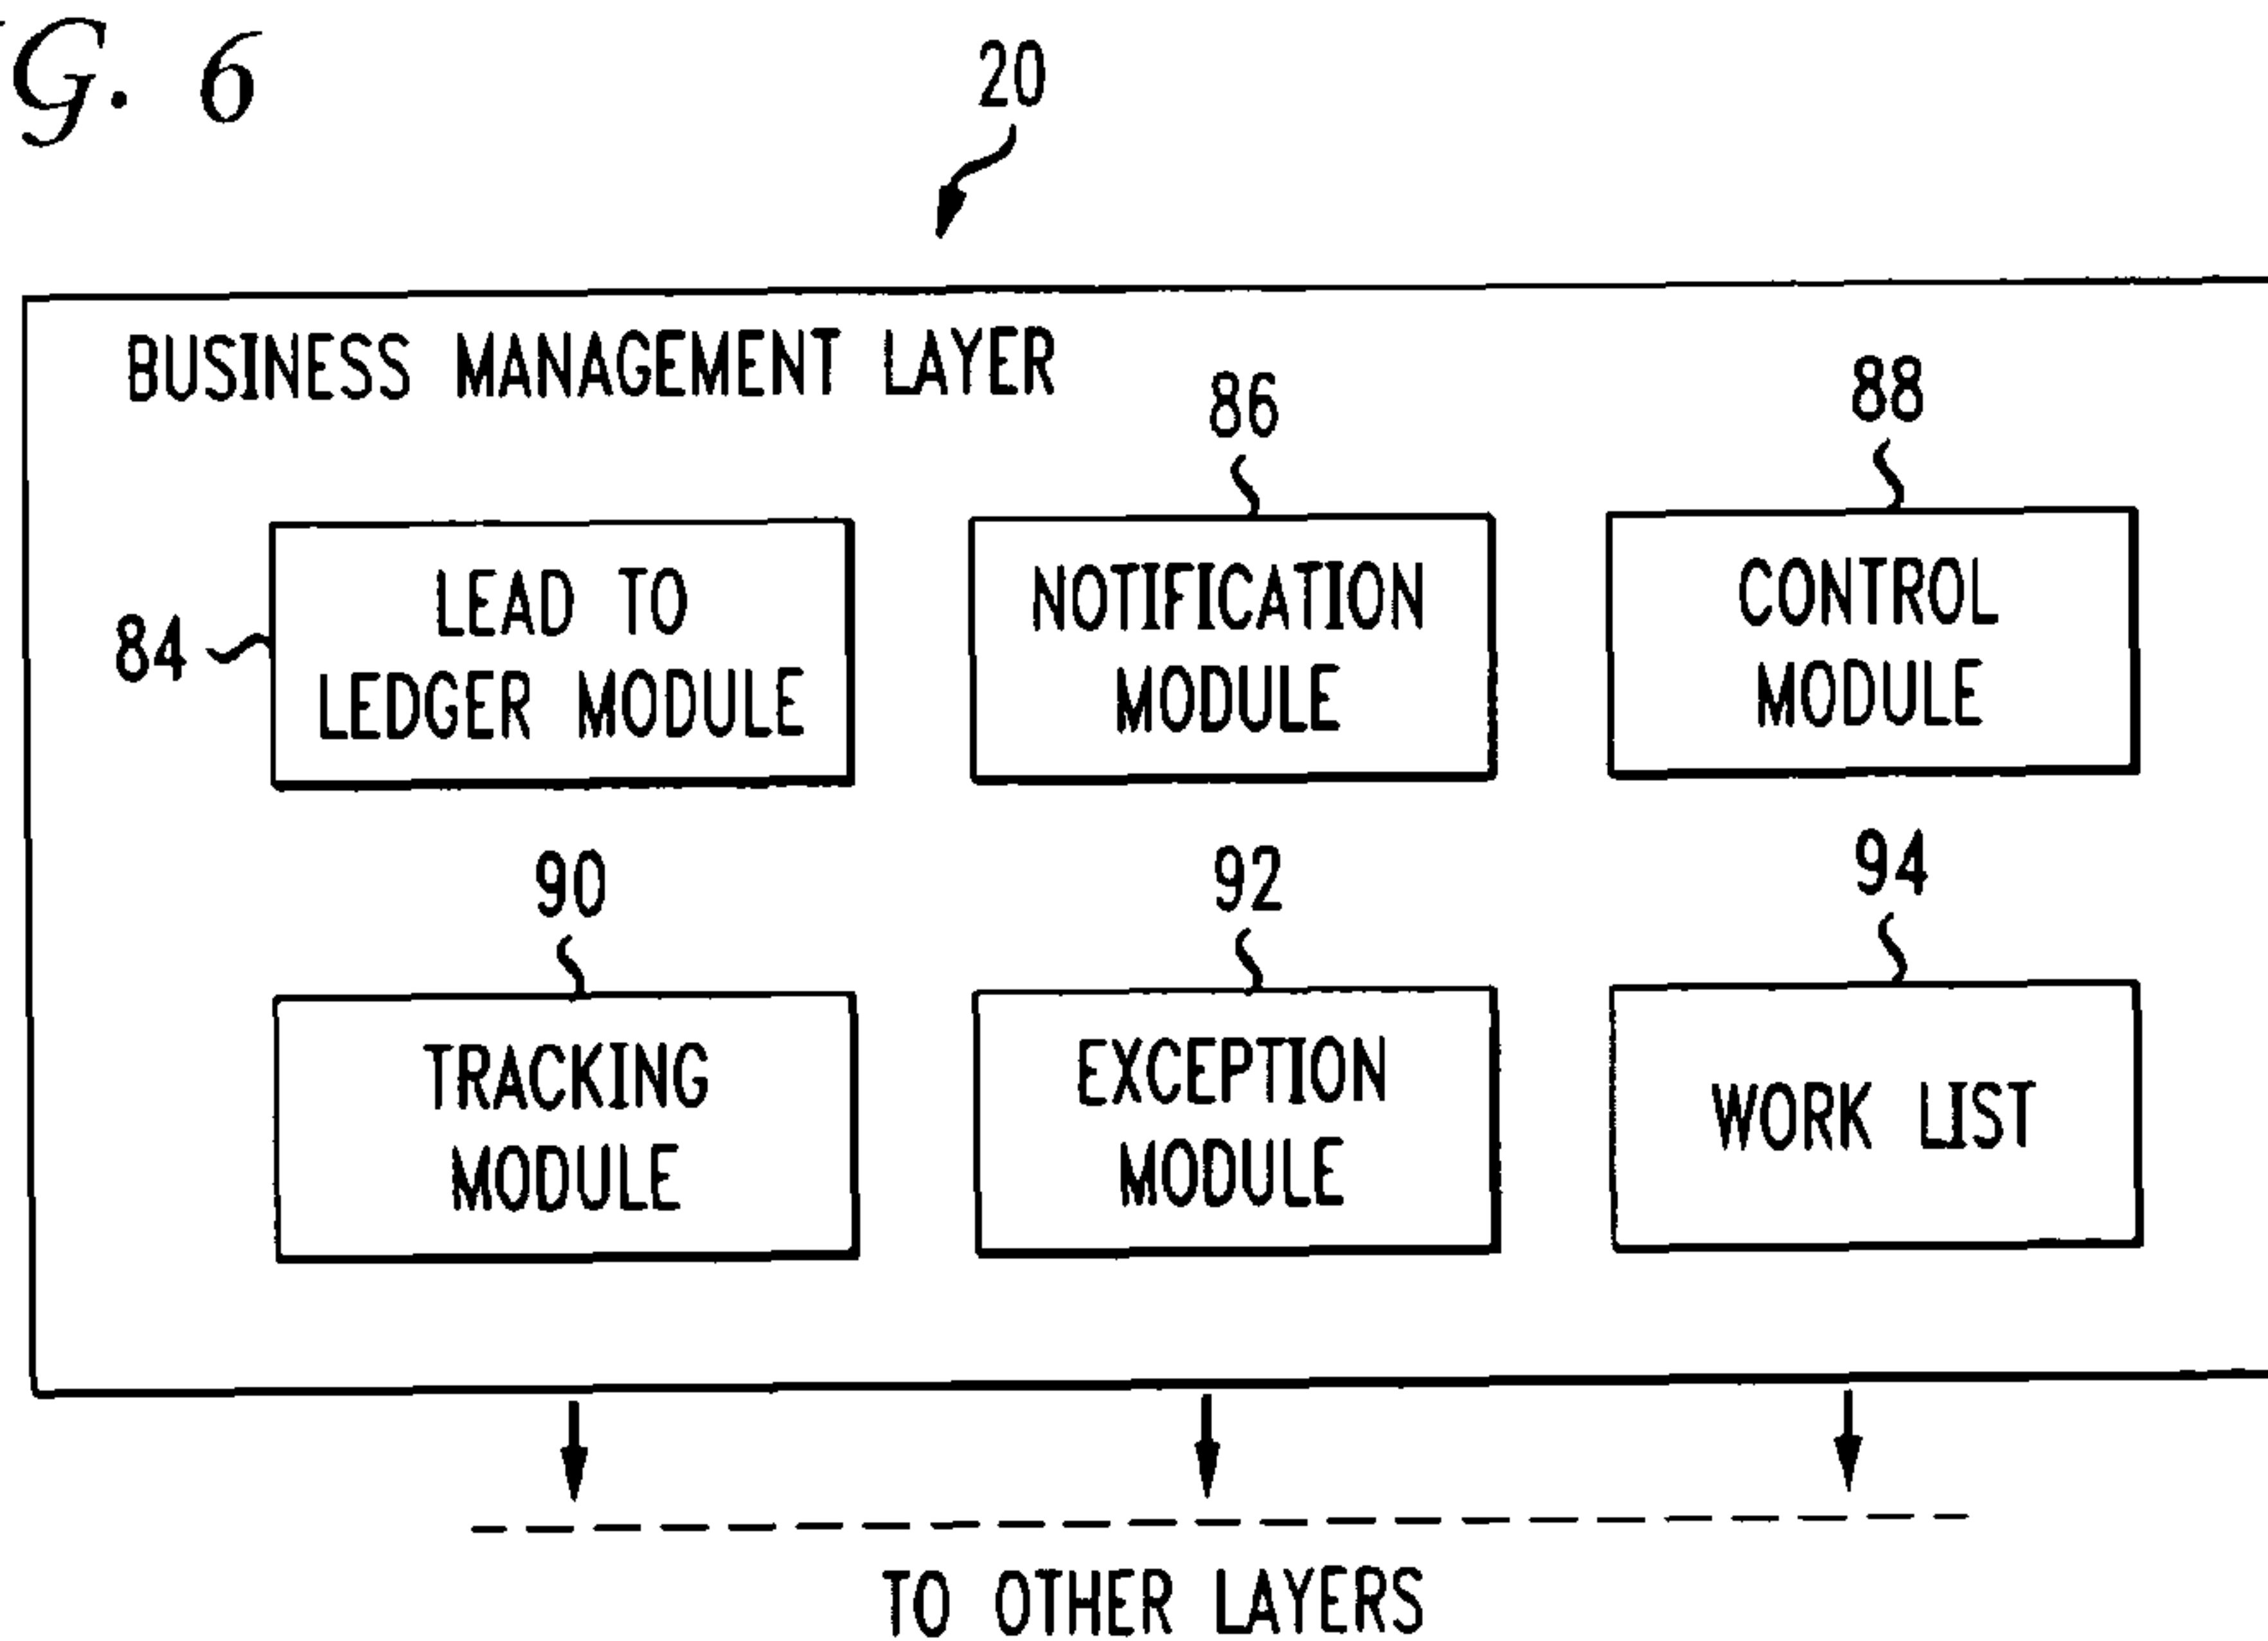 G. 6
20
BUSINESS MANAGEMENT LAYER
86
88
84
LEAD TO
LEDGER MODULE
NOTIFICATION
MODULE
CONTROL
MODULE
90
92
94
TRACKING
MODULE
EXCEPTION
MODULE
WORK LIST
TO OTHER LAYERS